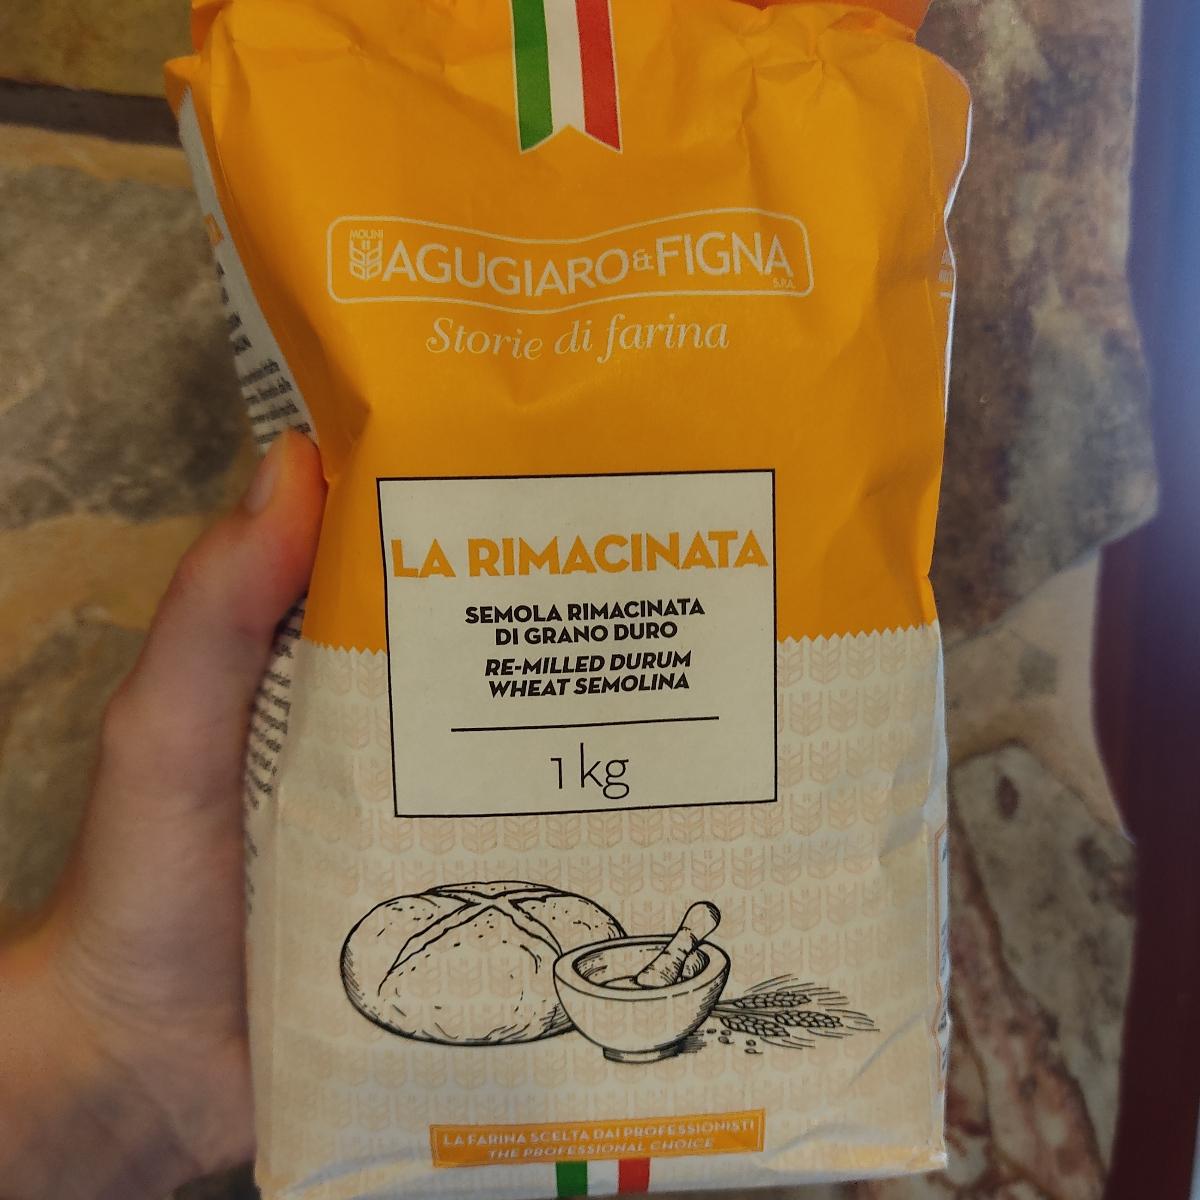 MOLINI
AGUGIARO&FIGNA
S.P.A.
Storie di farina
LA RIMACINATA
SEMOLA RIMACINATA
DI GRANO DURO
RE-MILLED DURUM
WHEAT SEMOLINA
1 kg
LA FARINA SCELTA DAI PROFESSIONISTI
THE PROFESSIONAL CHOICE